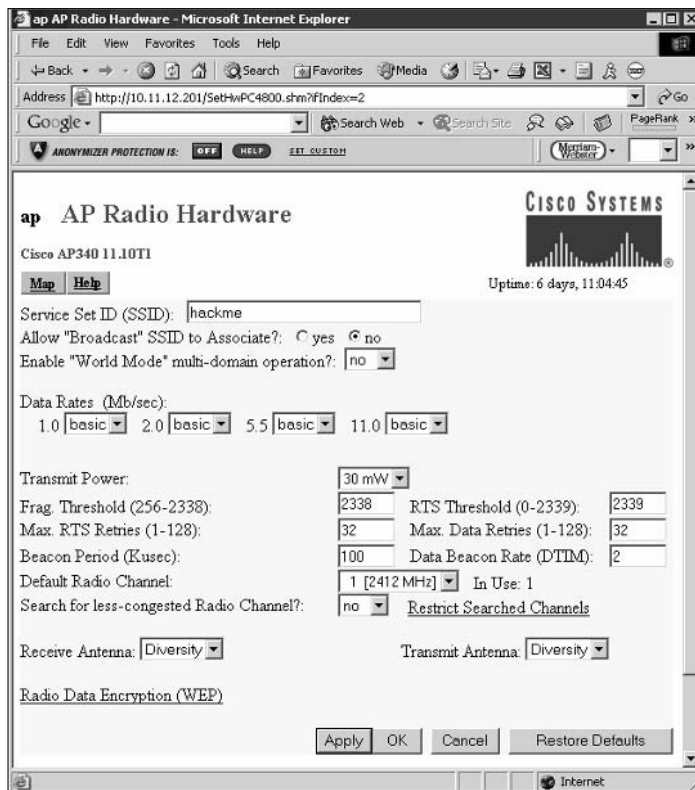 ap AP Radio Hardware - Microsoft Internet Explorer
File Edit View Favorites Tools Help
Back Search Favorites Media
Address http://10.11.12.201/SetHwPC4800.shm?ifIndex=2 Go
Google Search Web Search Site PageRank
ANONYMIZER PROTECTION IS: OFF HELP SET CUSTOM Merriam-Webster
ap AP Radio Hardware
CISCO SYSTEMS
Cisco AP340 11.10T1
Map Help Uptime: 6 days, 11:04:45
Service Set ID (SSID): hackme
Allow "Broadcast" SSID to Associate?: yes no
Enable "World Mode" multi-domain operation?: no
Data Rates (Mb/sec):
1.0 basic 2.0 basic 5.5 basic 11.0 basic
Transmit Power: 30 mW
Frag. Threshold (256-2338): 2338 RTS Threshold (0-2339): 2339
Max. RTS Retries (1-128): 32 Max. Data Retries (1-128): 32
Beacon Period (Kusec): 100 Data Beacon Rate (DTIM): 2
Default Radio Channel: 1 [2412 MHz] In Use: 1
Search for less-congested Radio Channel?: no Restrict Searched Channels
Receive Antenna: Diversity Transmit Antenna: Diversity
Radio Data Encryption (WEP)
Apply OK Cancel Restore Defaults
Internet